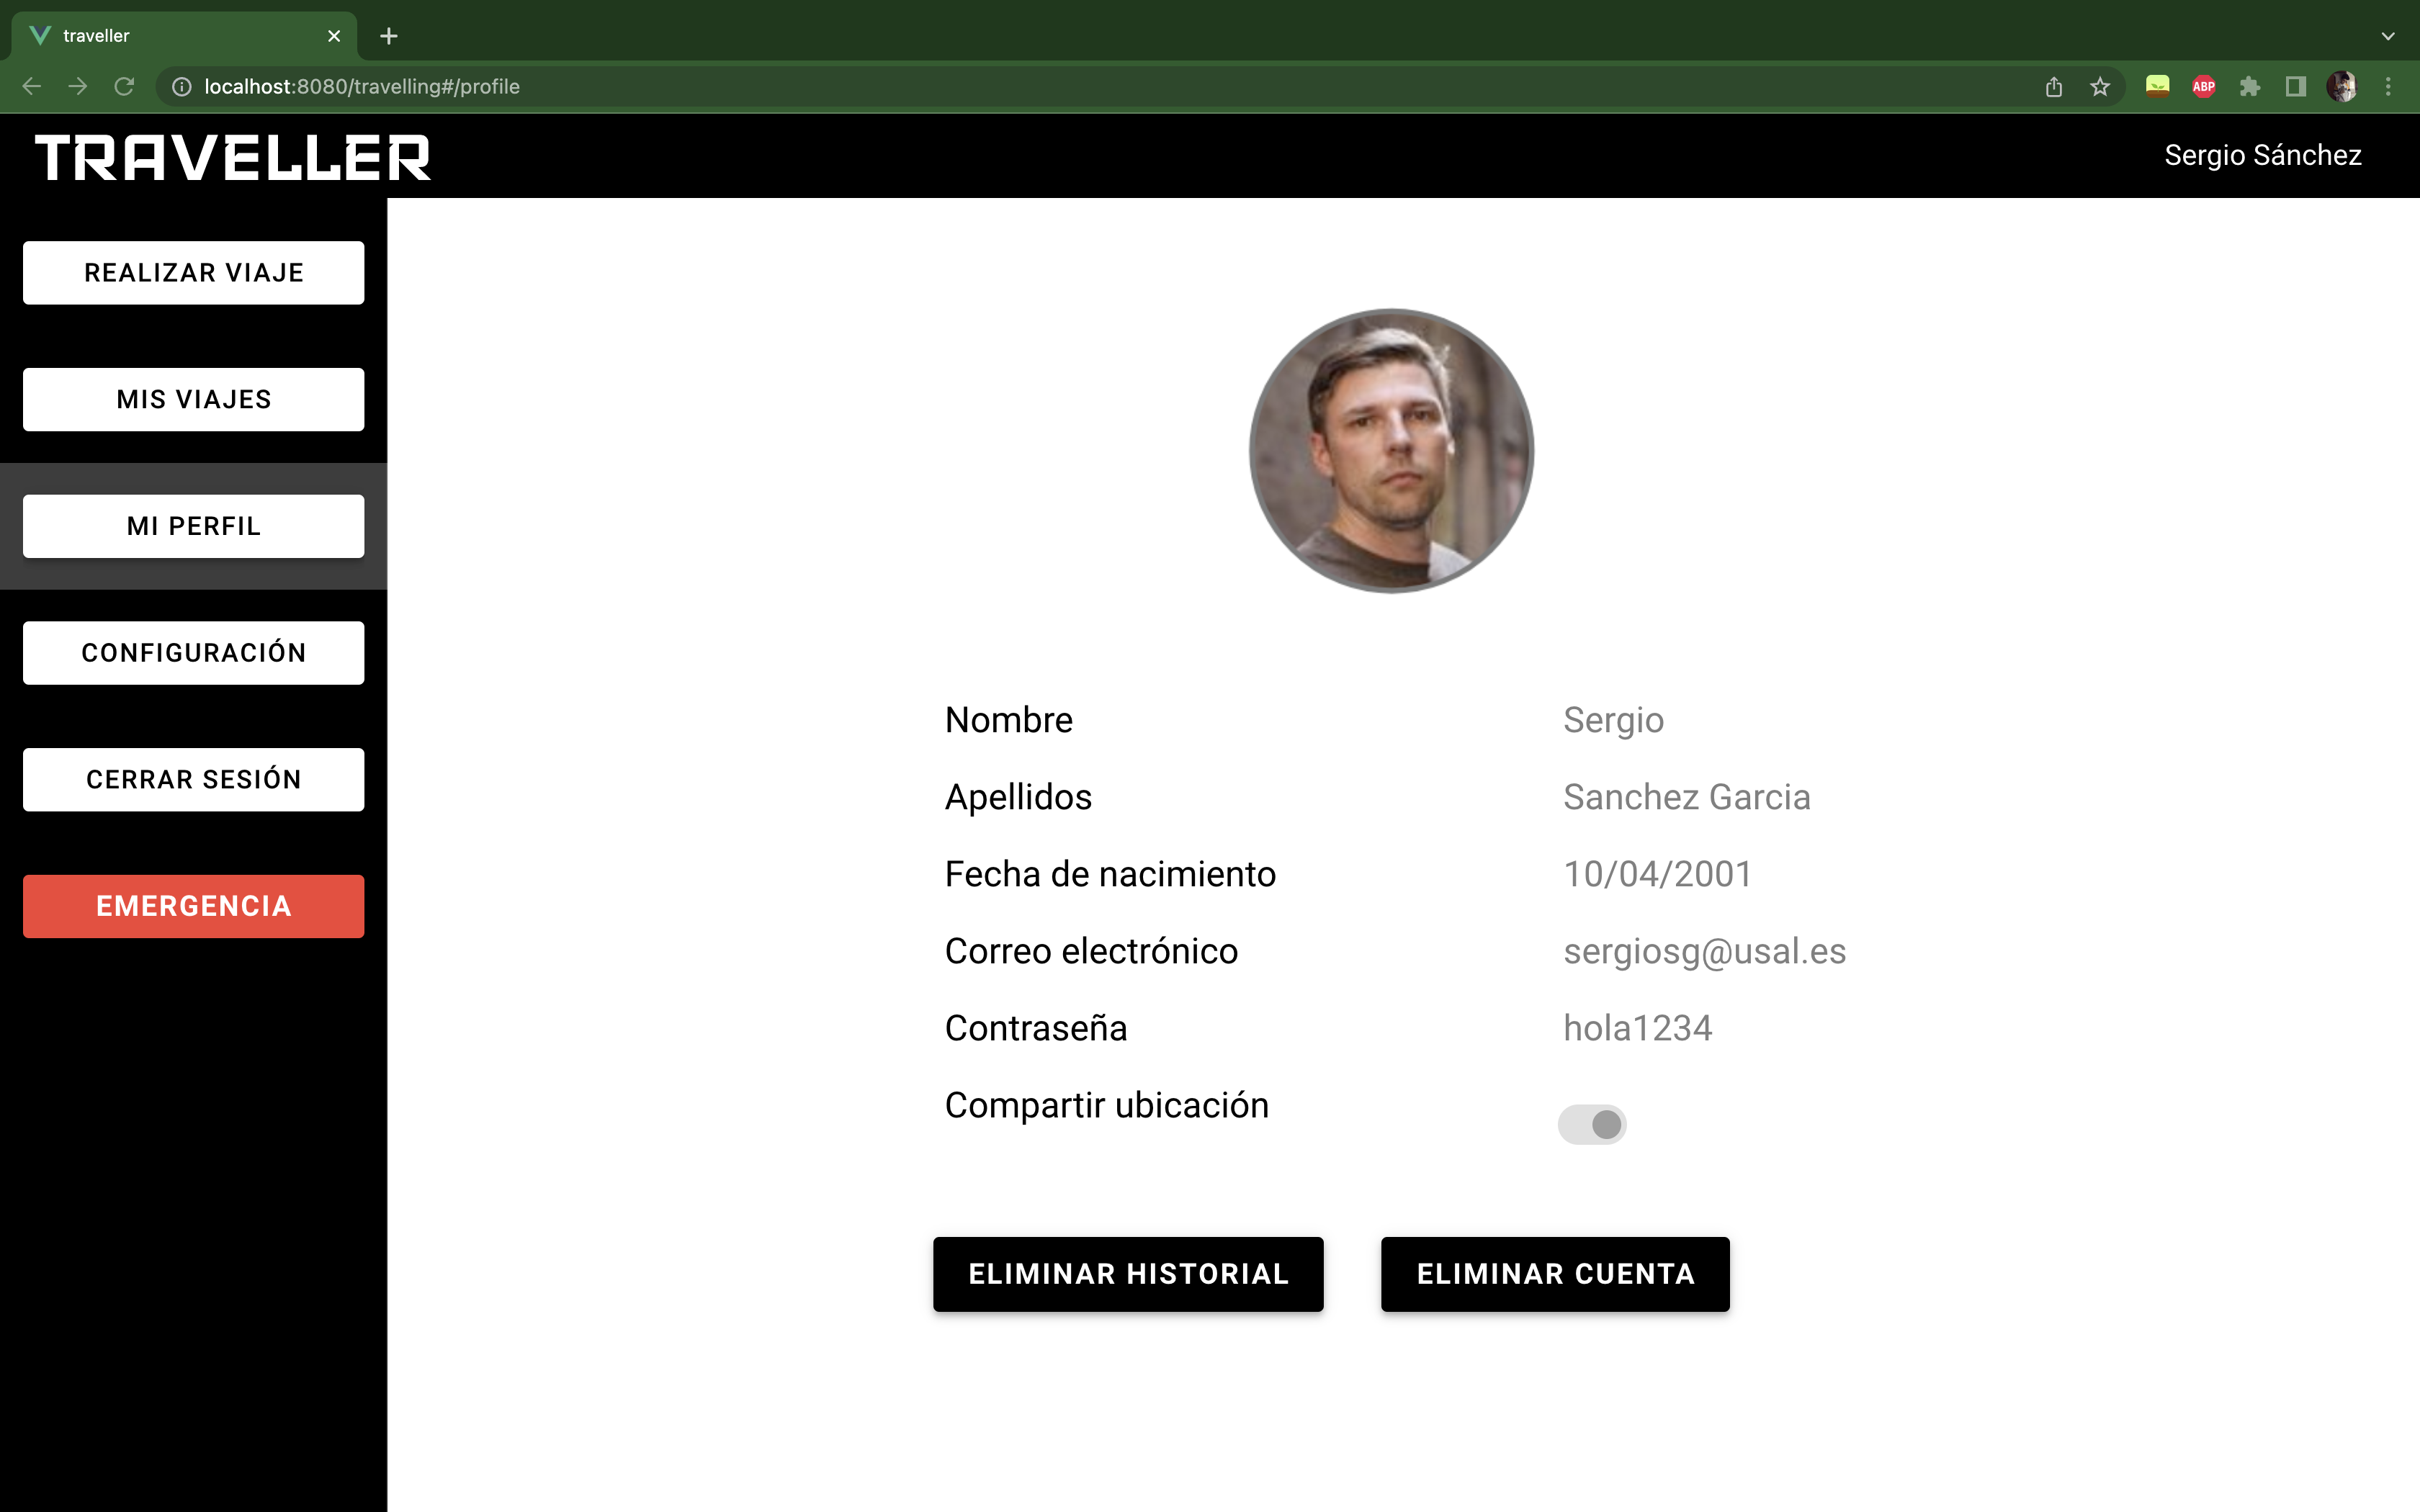 traveller
localhost:8080/travelling#/profile
ABP
TRAVELLER
Sergio Sánchez
REALIZAR VIAJE
MIS VIAJES
MI PERFIL
CONFIGURACIÓN
CERRAR SESIÓN
EMERGENCIA
Nombre Sergio
Apellidos Sanchez Garcia
Fecha de nacimiento 10/04/2001
Correo electrónico sergiosg@usal.es
Contraseña hola1234
Compartir ubicación
ELIMINAR HISTORIAL ELIMINAR CUENTA